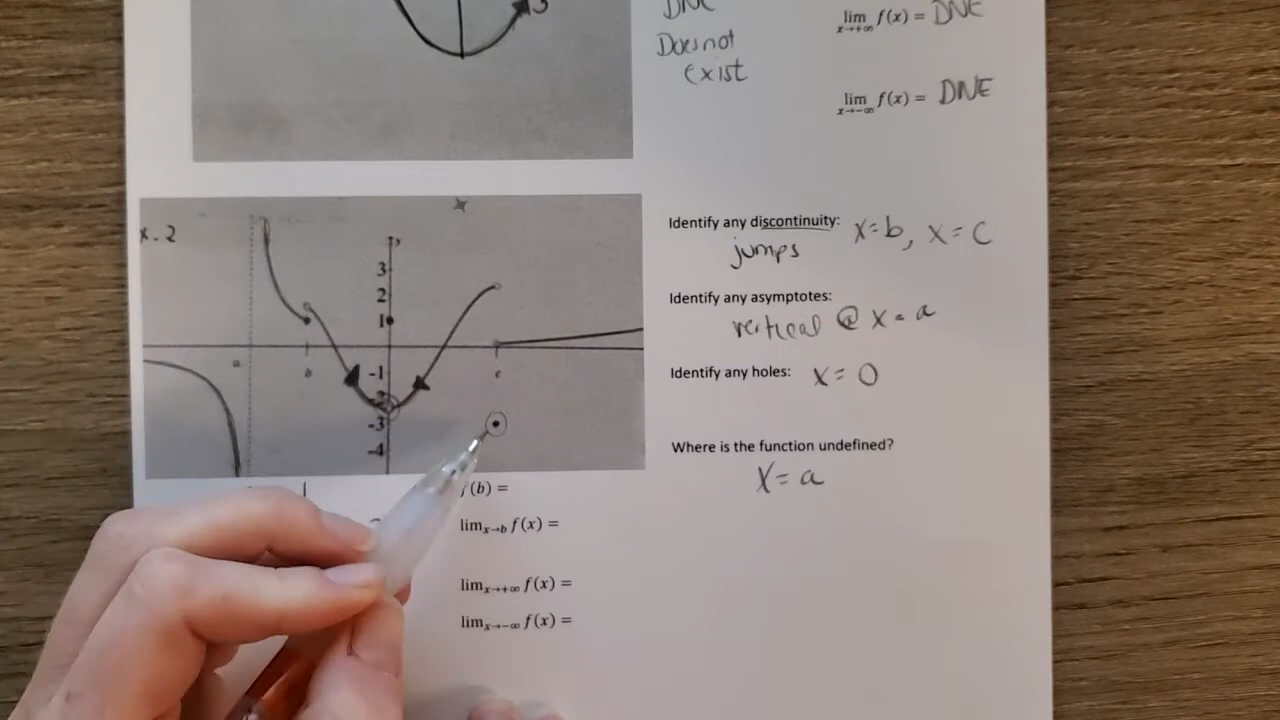 DNE
Does not
exist
lim x→+∞ f(x) = DNE
lim x→-∞ f(x) = DNE
x. 2
3
2
1
-1
-2
-3
-4
a
b
c
Identify any discontinuity: x=b, x=c
jumps
Identify any asymptotes:
vertical @ x=a
Identify any holes: x=0
Where is the function undefined?
x=a
f(b) =
lim x→b f(x) =
lim x→+∞ f(x) =
lim x→-∞ f(x) =